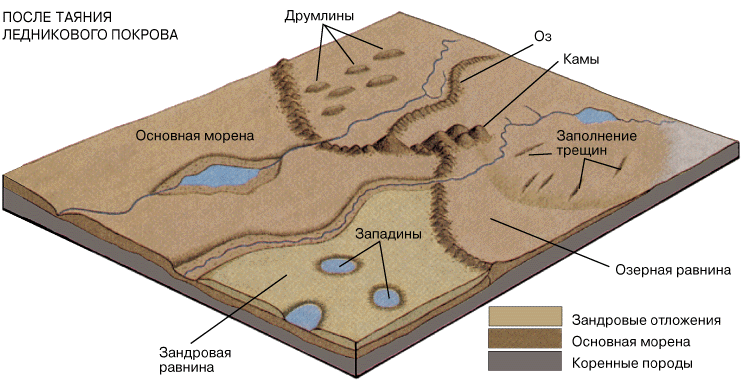 ПОСЛЕ ТАЯНИЯ
ЛЕДНИКОВОГО ПОКРОВА
Друмлины
Оз
Камы
Основная морена
Заполнение
трещин
Западины
Озерная равнина
Зандровая
равнина
Зандровые отложения
Основная морена
Коренные породы